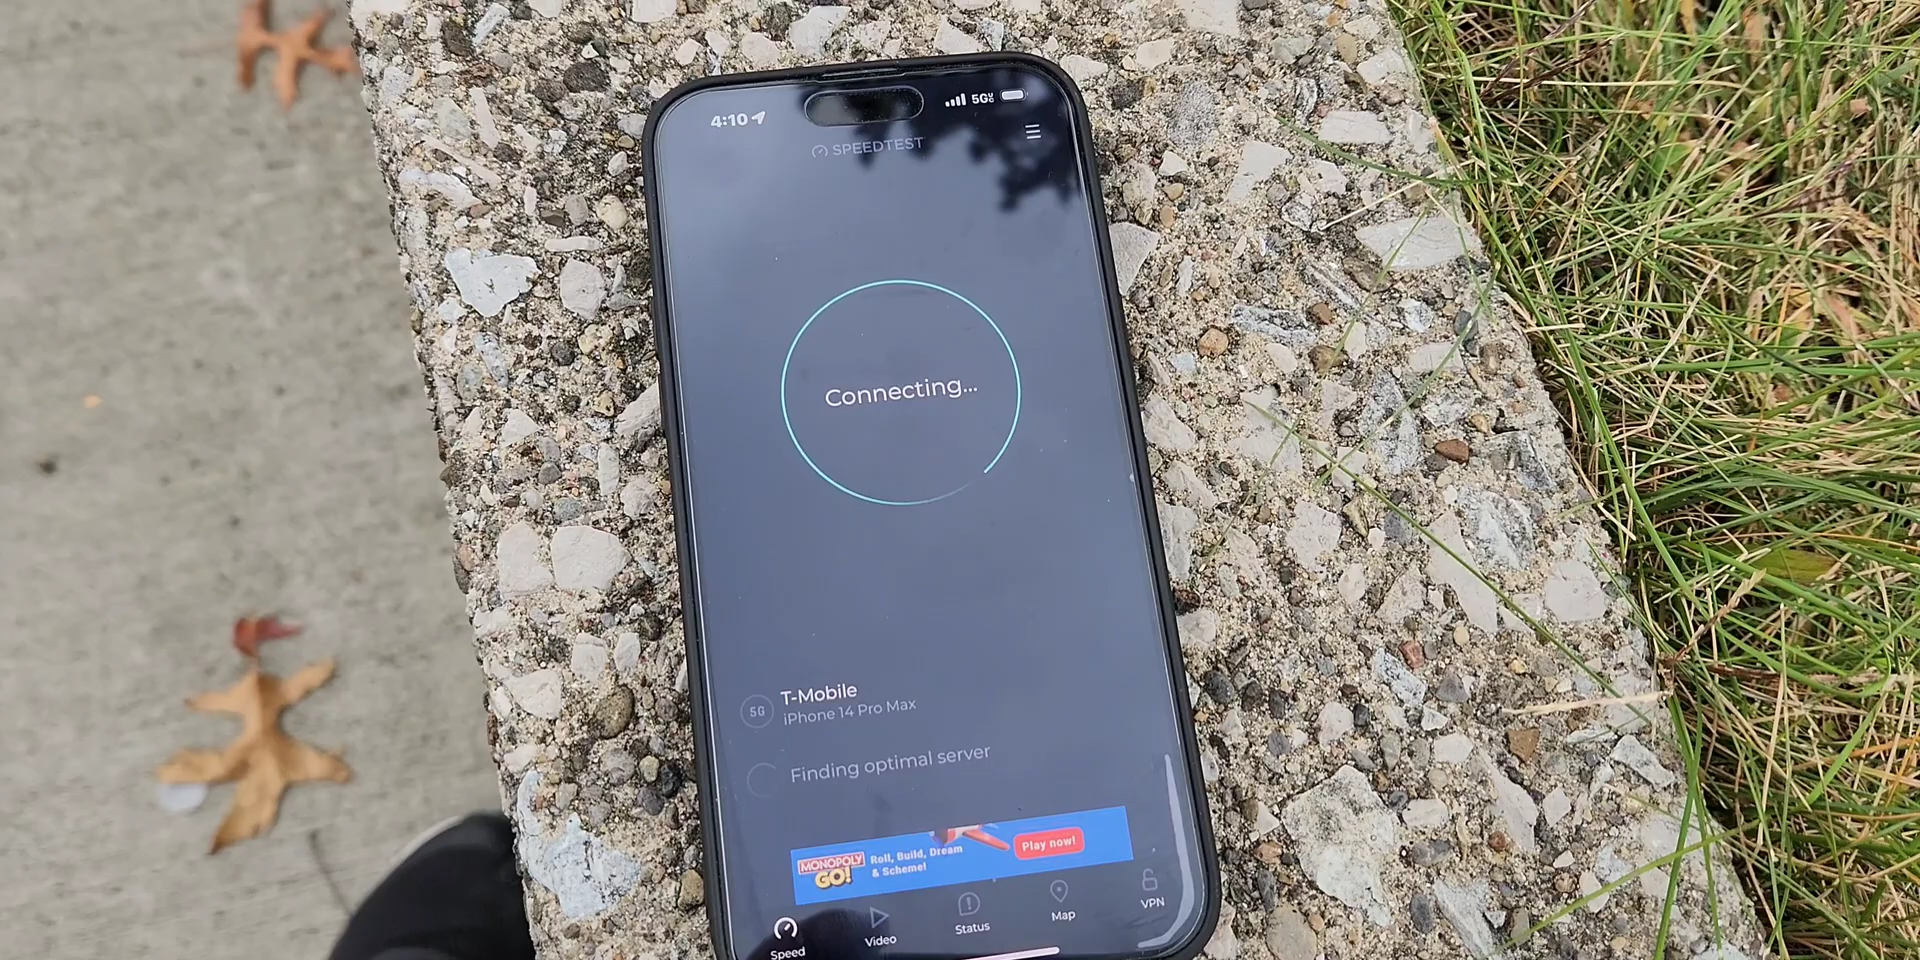 4:10
5G UC
SPEEDTEST
Connecting...
5G
T-Mobile
iPhone 14 Pro Max
Finding optimal server
MONOPOLY
GO!
Roll, Build, Dream
& Scheme!
Play now!
Speed
Video
Status
Map
VPN